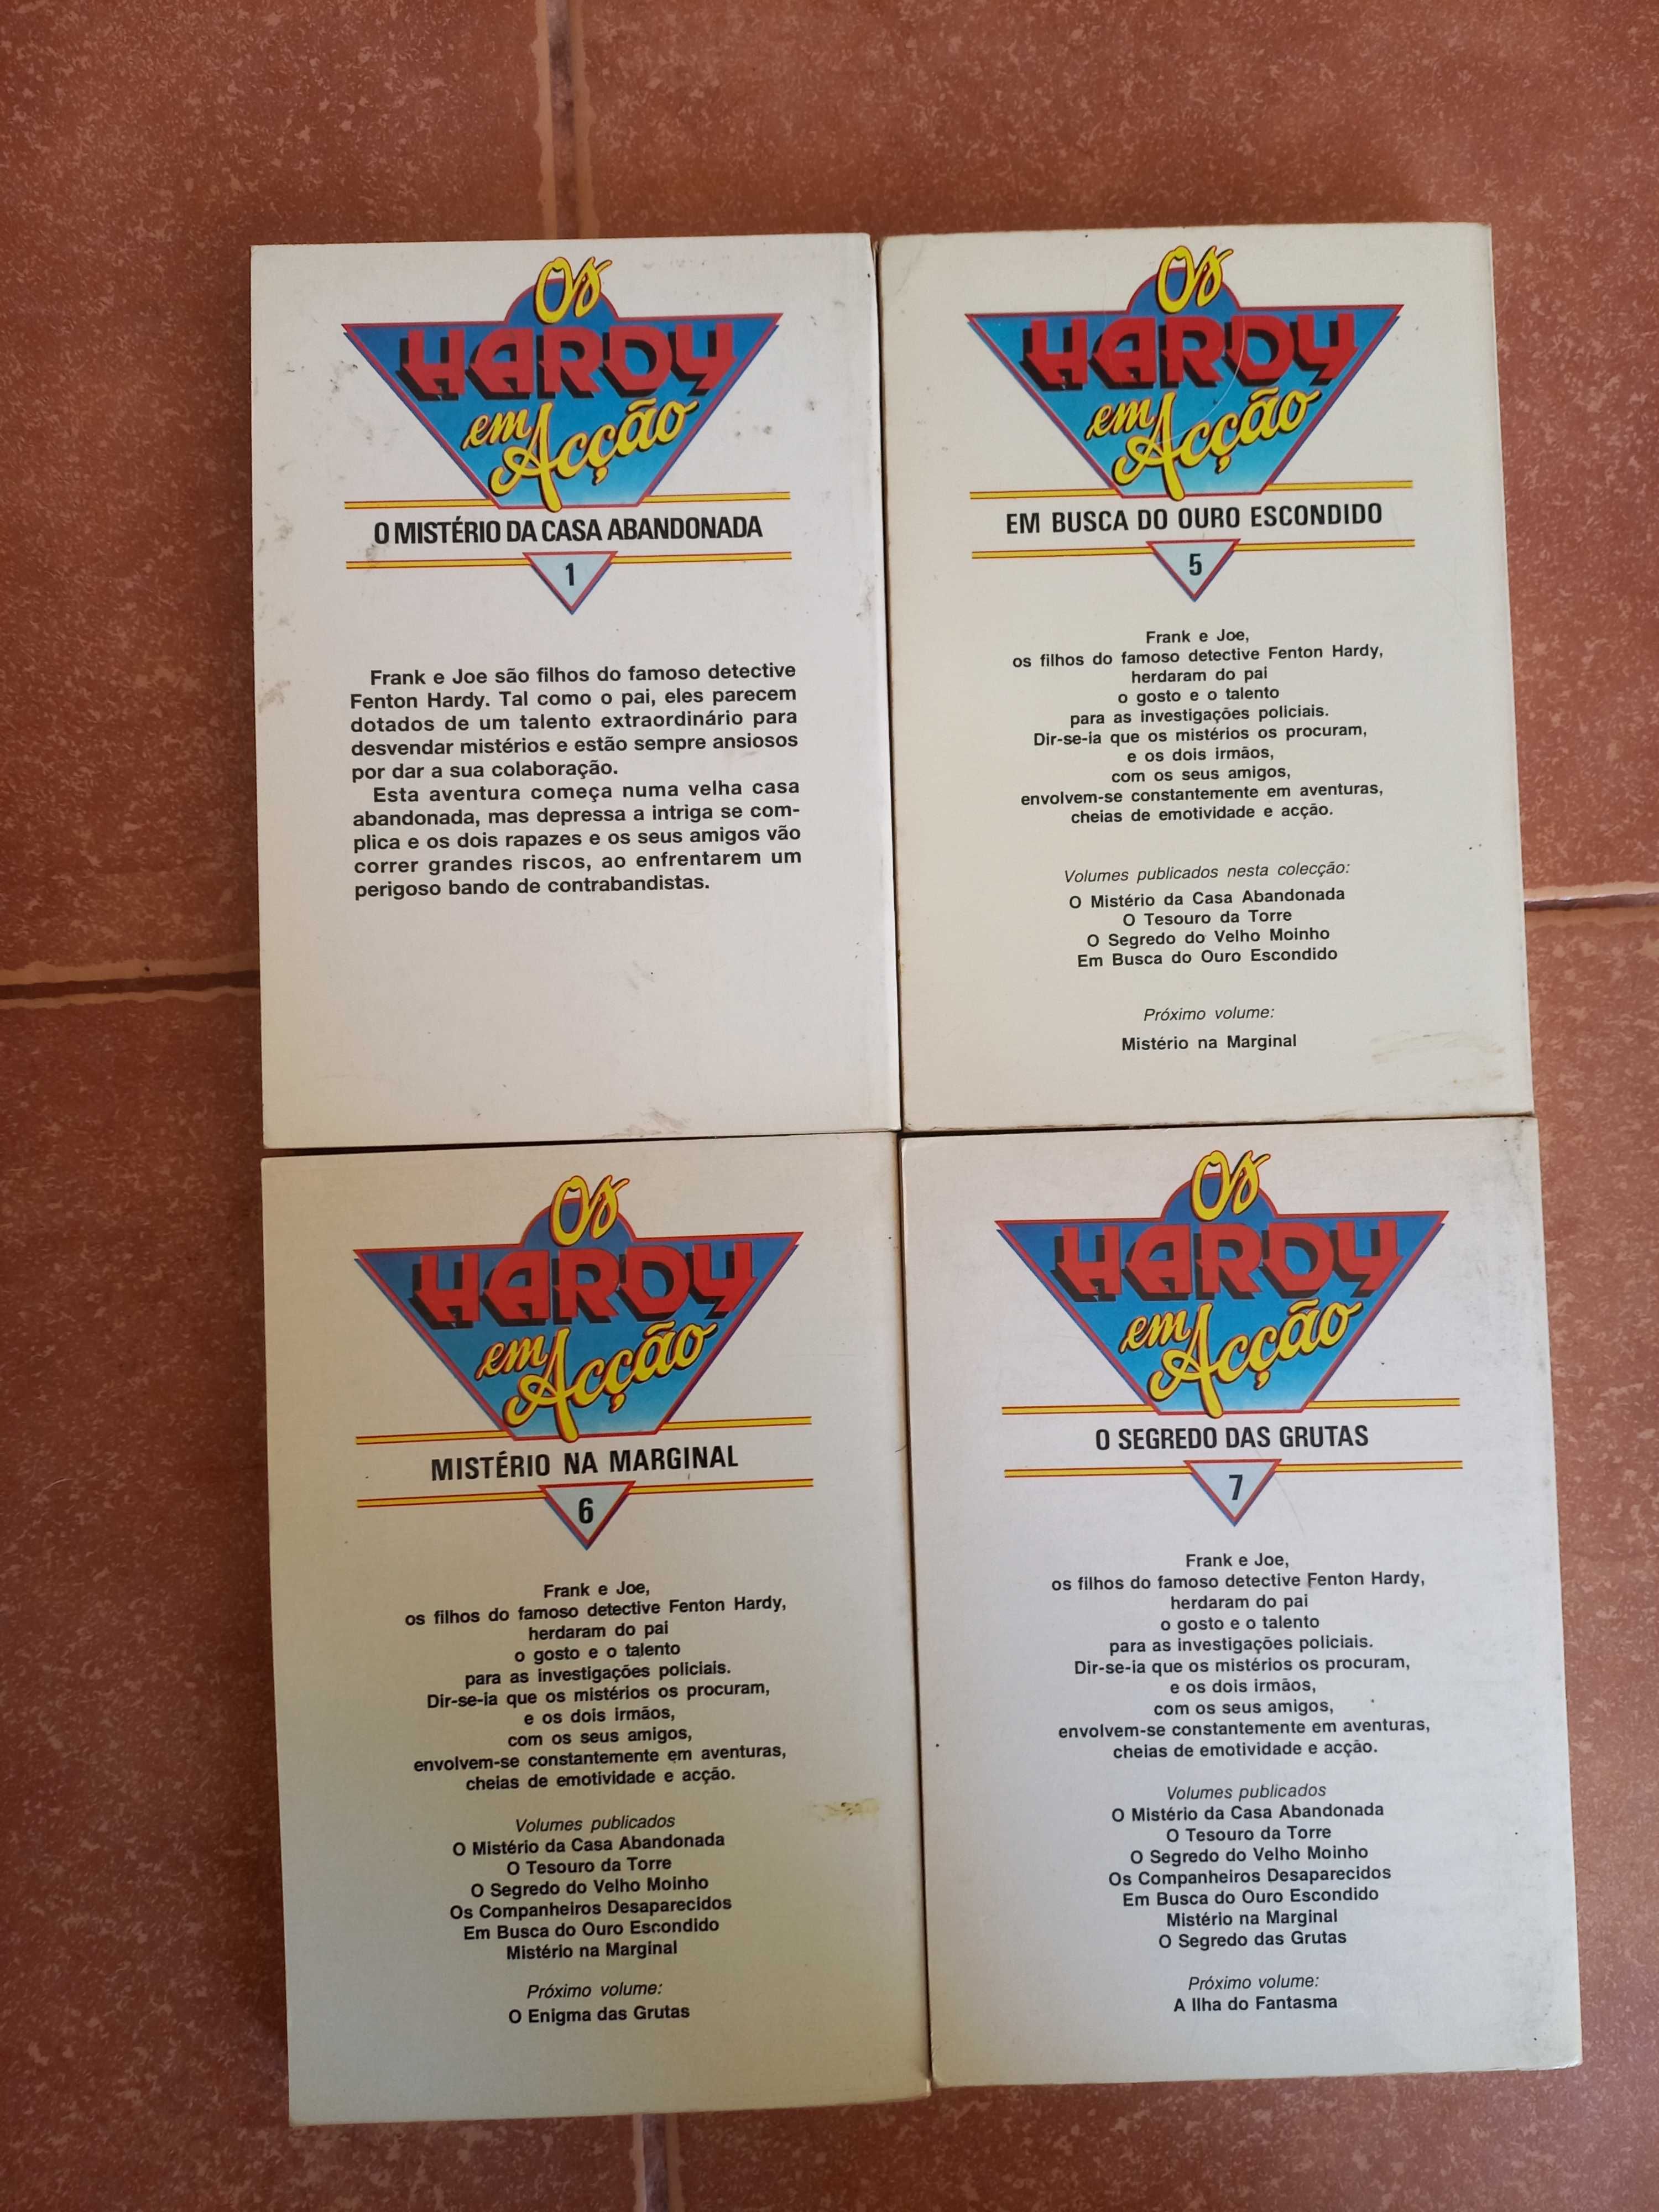 Os
HARDY
em Acção
O MISTÉRIO DA CASA ABANDONADA
1
Frank e Joe são filhos do famoso detective
Fenton Hardy. Tal como o pai, eles parecem
dotados de um talento extraordinário para
desvendar mistérios e estão sempre ansiosos
por dar a sua colaboração.
Esta aventura começa numa velha casa
abandonada, mas depressa a intriga se com-
plica e os dois rapazes e os seus amigos vão
correr grandes riscos, ao enfrentarem um
perigoso bando de contrabandistas.
Os
HARDY
em Acção
EM BUSCA DO OURO ESCONDIDO
5
Frank e Joe,
os filhos do famoso detective Fenton Hardy,
herdaram do pai
o gosto e o talento
para as investigações policiais.
Dir-se-ia que os mistérios os procuram,
e os dois irmãos,
com os seus amigos,
envolvem-se constantemente em aventuras,
cheias de emotividade e acção.
Volumes publicados nesta colecção:
O Mistério da Casa Abandonada
O Tesouro da Torre
O Segredo do Velho Moinho
Em Busca do Ouro Escondido
Próximo volume:
Mistério na Marginal
Os
HARDY
em Acção
MISTÉRIO NA MARGINAL
6
Frank e Joe,
os filhos do famoso detective Fenton Hardy,
herdaram do pai
o gosto e o talento
para as investigações policiais.
Dir-se-ia que os mistérios os procuram,
e os dois irmãos,
com os seus amigos,
envolvem-se constantemente em aventuras,
cheias de emotividade e acção.
Volumes publicados
O Mistério da Casa Abandonada
O Tesouro da Torre
O Segredo do Velho Moinho
Os Companheiros Desaparecidos
Em Busca do Ouro Escondido
Mistério na Marginal
Próximo volume:
O Enigma das Grutas
Os
HARDY
em Acção
O SEGREDO DAS GRUTAS
7
Frank e Joe,
os filhos do famoso detective Fenton Hardy,
herdaram do pai
o gosto e o talento
para as investigações policiais.
Dir-se-ia que os mistérios os procuram,
e os dois irmãos,
com os seus amigos,
envolvem-se constantemente em aventuras,
cheias de emotividade e acção.
Volumes publicados
O Mistério da Casa Abandonada
O Tesouro da Torre
O Segredo do Velho Moinho
Os Companheiros Desaparecidos
Em Busca do Ouro Escondido
Mistério na Marginal
O Segredo das Grutas
Próximo volume:
A Ilha do Fantasma